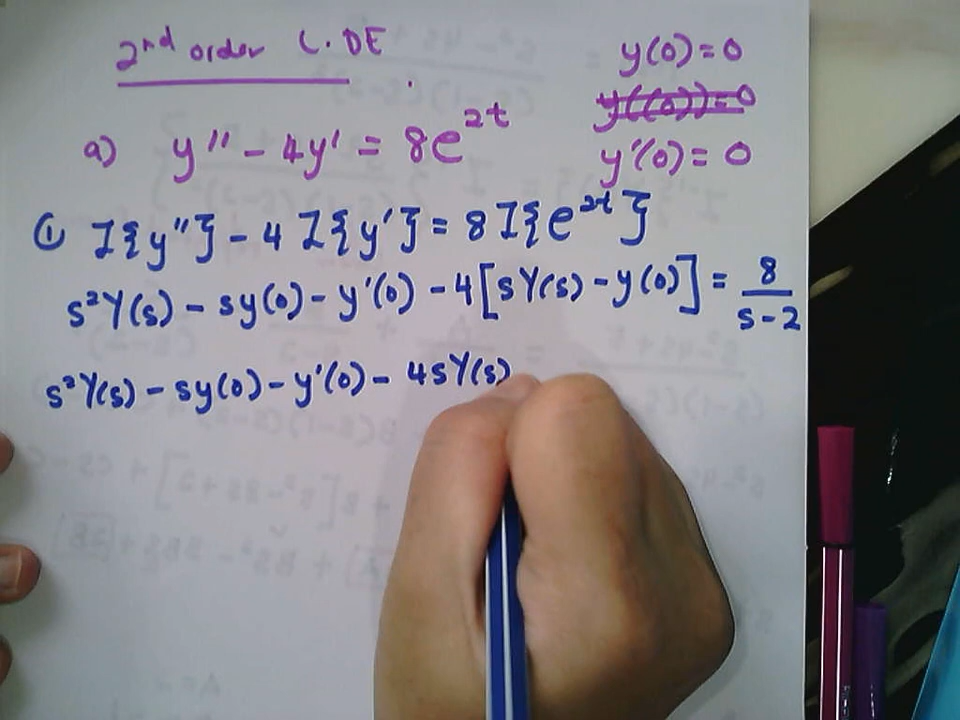 2nd order L.DE
y(0)=0
y'(0)=0
y'(0)=0
a) y'' - 4y' = 8e^2t
① L{y''} - 4 L{y'} = 8 L{e^2t}
s²Y(s) - sy(0) - y'(0) - 4[sY(s) - y(0)] = 8/s-2
s²Y(s) - sy(0) - y'(0) - 4sY(s)